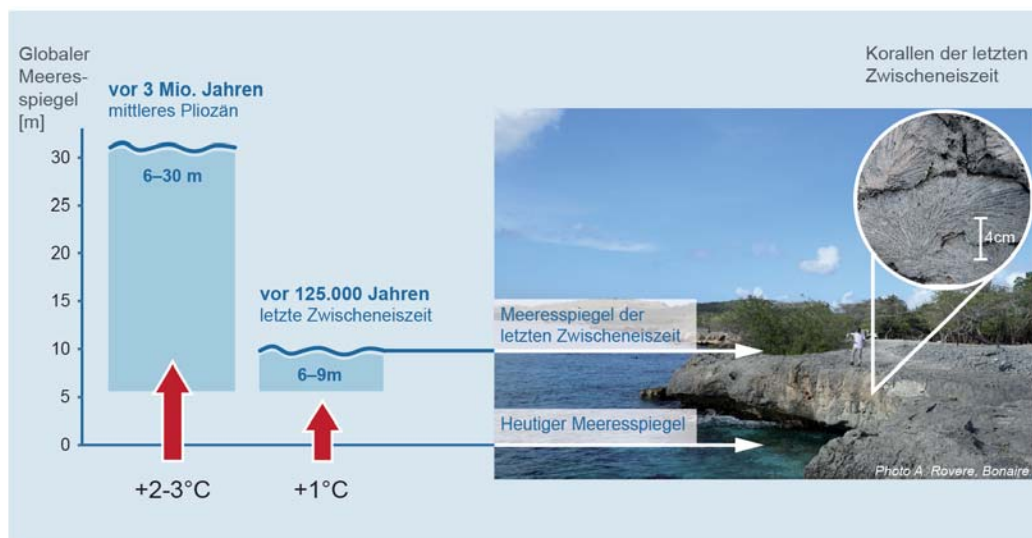 Globaler
Meeres-
spiegel
[m]
vor 3 Mio. Jahren
mittleres Pliozän
30
25
20
15
10
5
0
6–30 m
+2-3°C
vor 125.000 Jahren
letzte Zwischeneiszeit
6–9m
+1°C
Korallen der letzten
Zwischeneiszeit
4cm
Meeresspiegel der
letzten Zwischeneiszeit
Heutiger Meeresspiegel
Photo A. Rovere, Bonaire